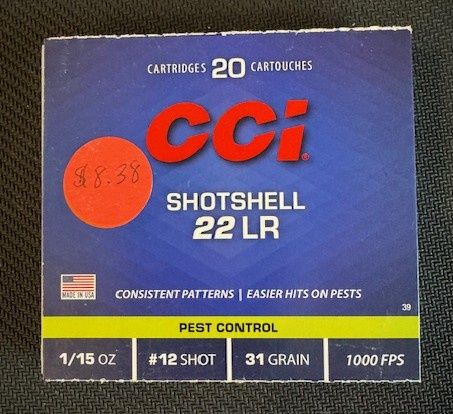 CARTRIDGES 20 CARTOUCHES
CCi®
$8.38
SHOTSHELL
22 LR
MADE IN USA
CONSISTENT PATTERNS | EASIER HITS ON PESTS
39
PEST CONTROL
1/15 OZ #12 SHOT 31 GRAIN 1000 FPS